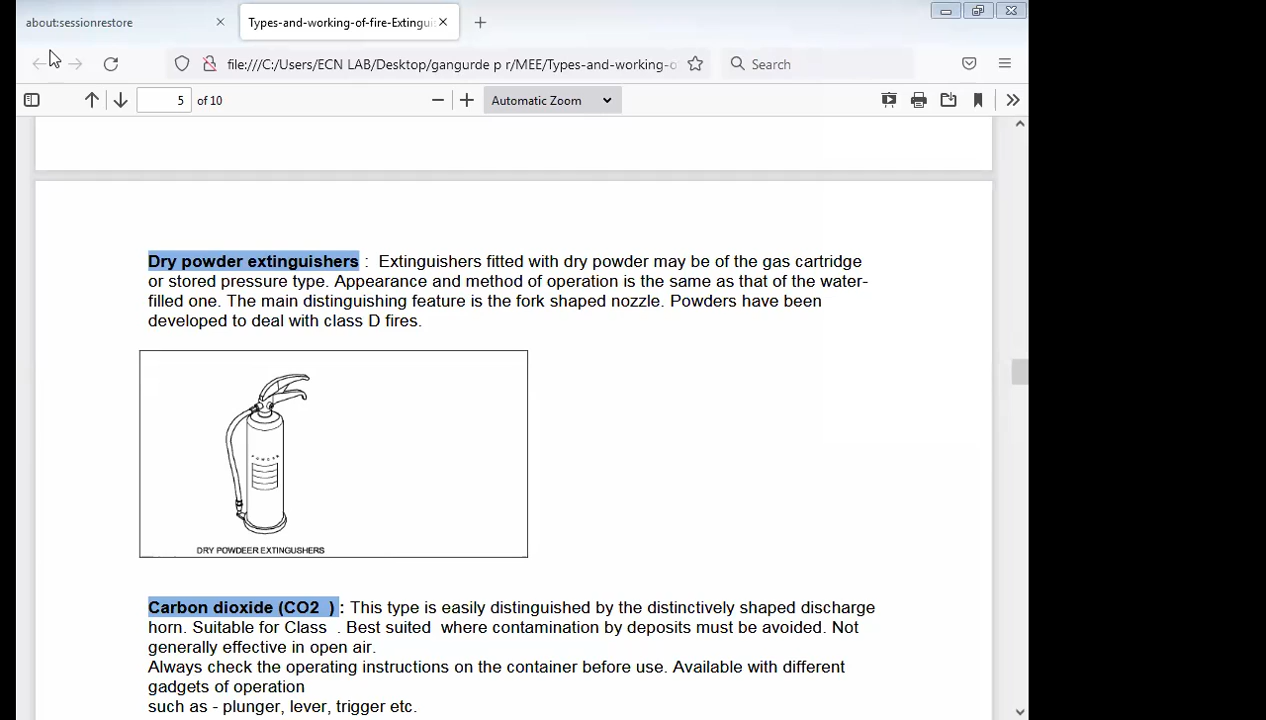 about:sessionrestore
Types-and-working-of-fire-Extingui
file:///C:/Users/ECN LAB/Desktop/gangurde p r/MEE/Types-and-working-o
Search
5 of 10
Automatic Zoom
Dry powder extinguishers : Extinguishers fitted with dry powder may be of the gas cartridge
or stored pressure type. Appearance and method of operation is the same as that of the water-
filled one. The main distinguishing feature is the fork shaped nozzle. Powders have been
developed to deal with class D fires.
POWDER
DRY POWDEER EXTINGUSHERS
Carbon dioxide (CO2 ) : This type is easily distinguished by the distinctively shaped discharge
horn. Suitable for Class . Best suited where contamination by deposits must be avoided. Not
generally effective in open air.
Always check the operating instructions on the container before use. Available with different
gadgets of operation
such as - plunger, lever, trigger etc.